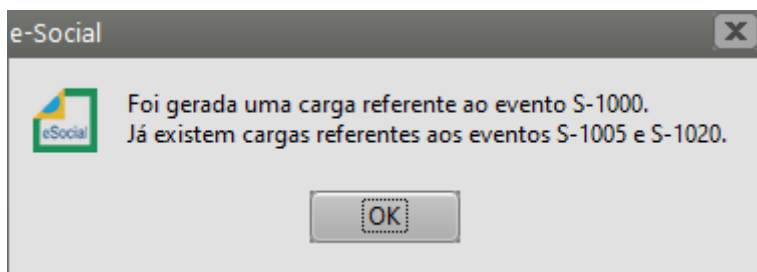 e-Social
eSocial
Foi gerada uma carga referente ao evento S-1000.
Já existem cargas referentes aos eventos S-1005 e S-1020.
OK